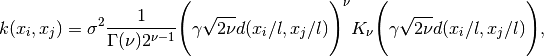 k(x_i, x_j) = \sigma^2 \frac{1}{\Gamma(\nu)2^{\nu-1}} \Bigg( \gamma\sqrt{2\nu} d(x_i/l, x_j/l) \Bigg)^\nu K_\nu \Bigg( \gamma\sqrt{2\nu} d(x_i/l, x_j/l) \Bigg),